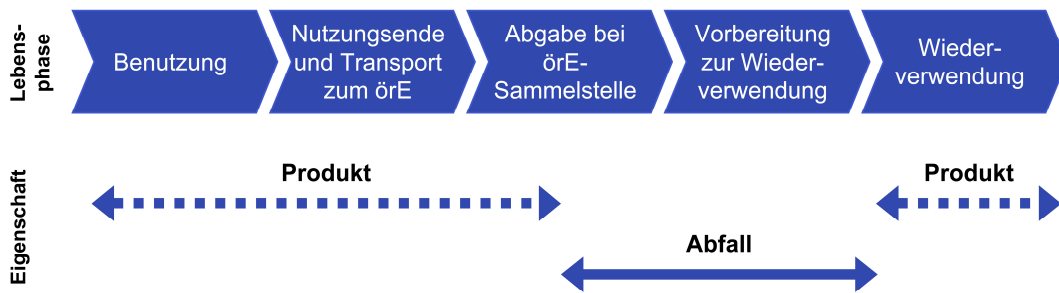 Lebens-
phase
Benutzung
Nutzungsende
und Transport
zum örE
Abgabe bei
örE-
Sammelstelle
Vorbereitung
zur Wieder-
verwendung
Wieder-
verwendung
Eigenschaft
Produkt
Produkt
Abfall